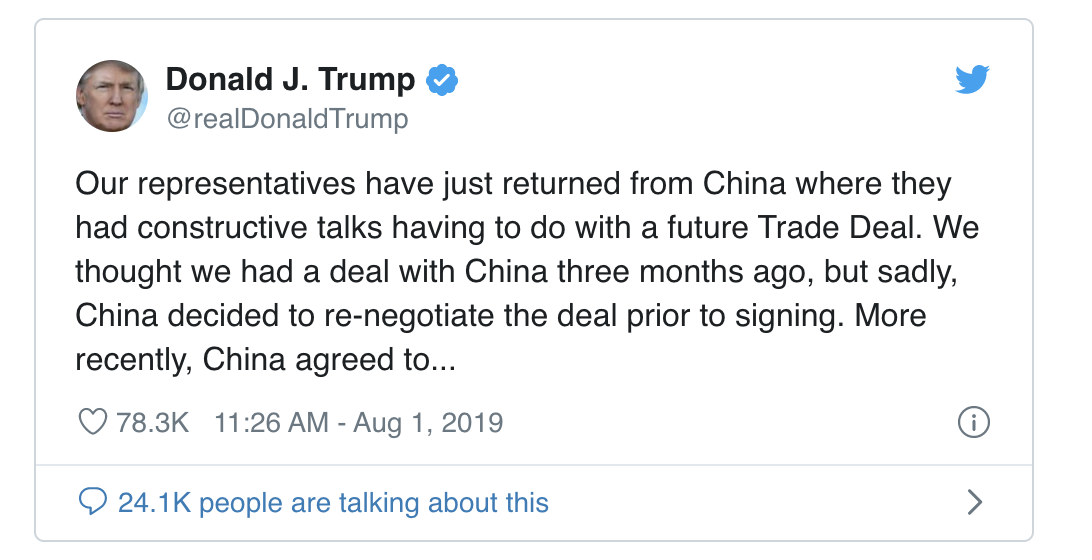 Donald J. Trump
@realDonaldTrump
Our representatives have just returned from China where they
had constructive talks having to do with a future Trade Deal. We
thought we had a deal with China three months ago, but sadly,
China decided to re-negotiate the deal prior to signing. More
recently, China agreed to...
78.3K 11:26 AM - Aug 1, 2019
24.1K people are talking about this